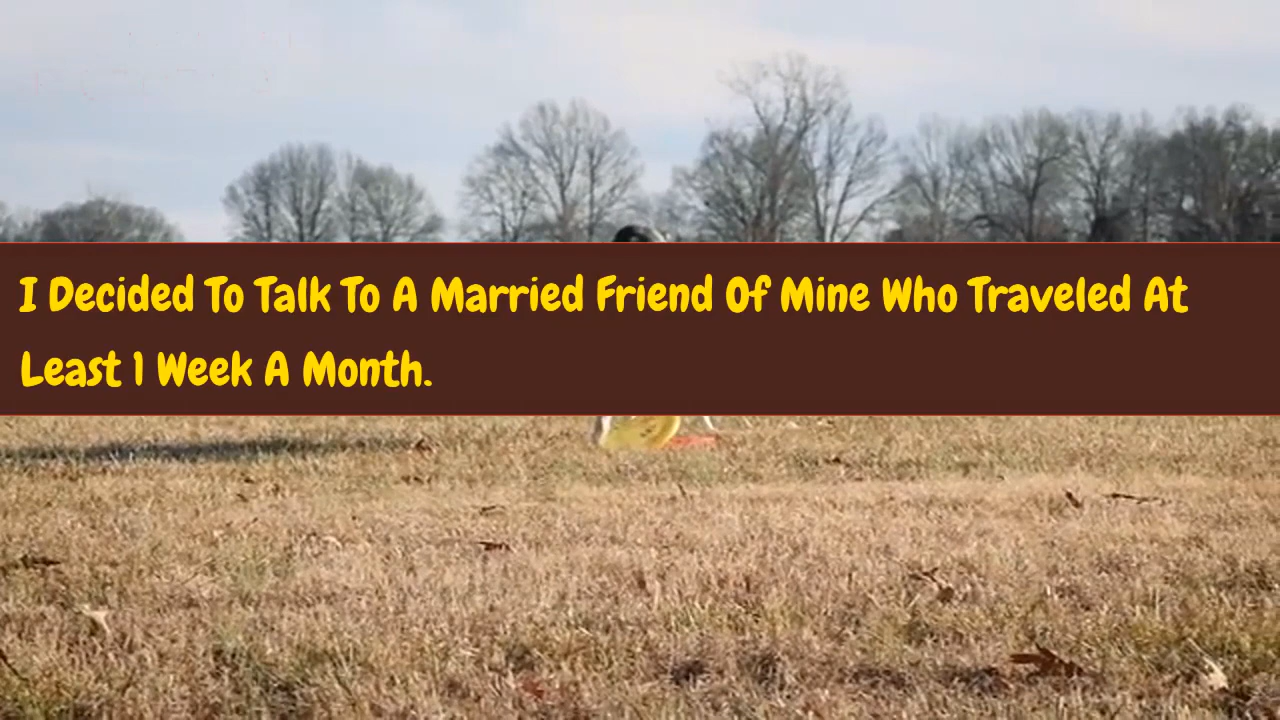 I Decided To Talk To A Married Friend Of Mine Who Traveled At
Least 1 Week A Month.